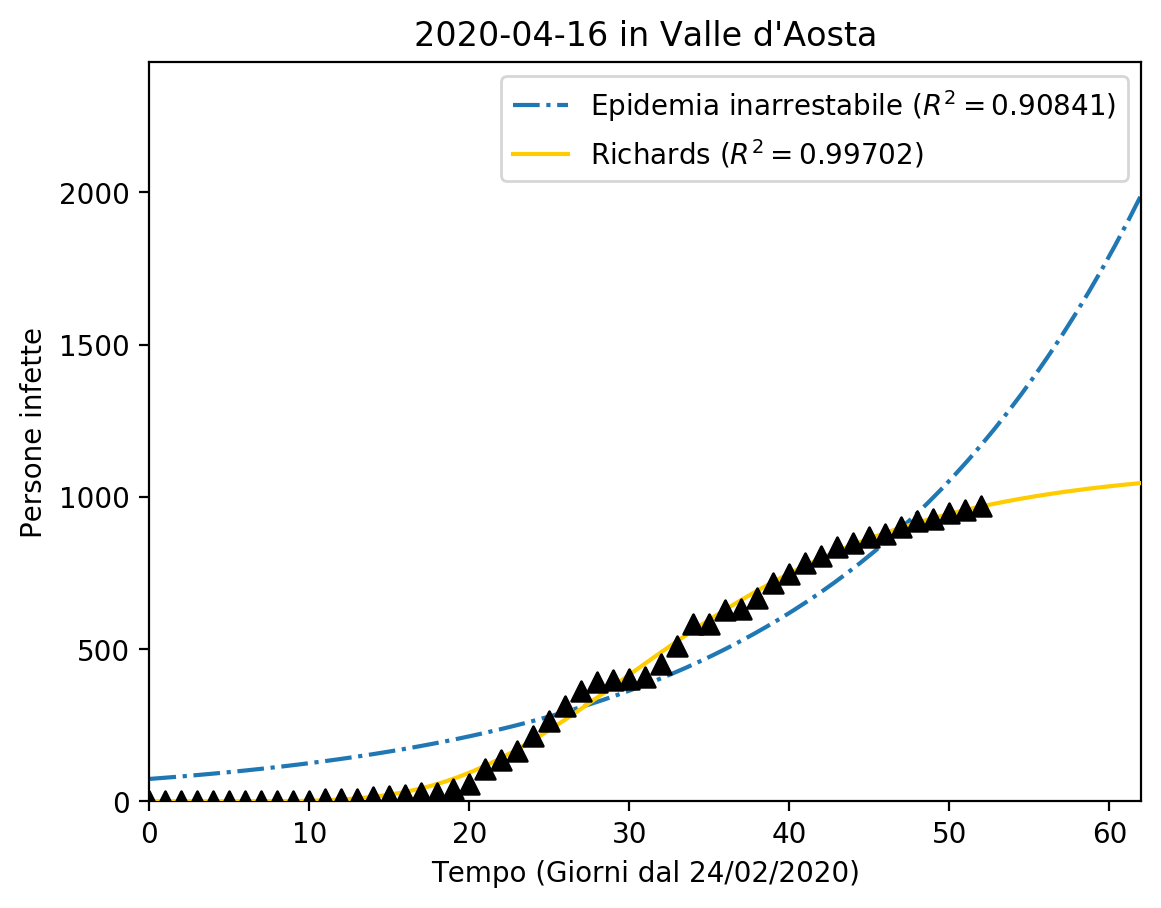 2020-04-16 in Valle d'Aosta
Epidemia inarrestabile (R² = 0.90841)
Richards (R² = 0.99702)
Persone infette
2000
1500
1000
500
0
0 10 20 30 40 50 60
Tempo (Giorni dal 24/02/2020)